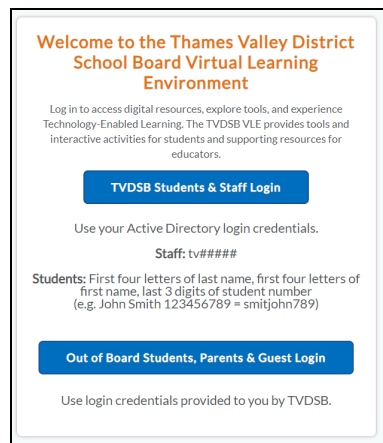 Welcome to the Thames Valley District
School Board Virtual Learning
Environment
Log in to access digital resources, explore tools, and experience
Technology-Enabled Learning. The TVDSB VLE provides tools and
interactive activities for students and supporting resources for
educators.
TVDSB Students & Staff Login
Use your Active Directory login credentials.
Staff: tv#####
Students: First four letters of last name, first four letters of
first name, last 3 digits of student number
(e.g. John Smith 123456789 = smitjohn789)
Out of Board Students, Parents & Guest Login
Use login credentials provided to you by TVDSB.